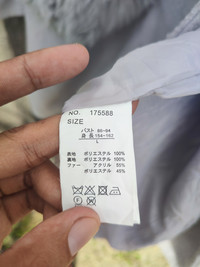 NO. 175588
SIZE
バスト 86-94
身 長 154-162
L
表地 ポリエステル 100%
裏地 ポリエステル 100%
ファー アクリル 55%
ポリエステル 45%